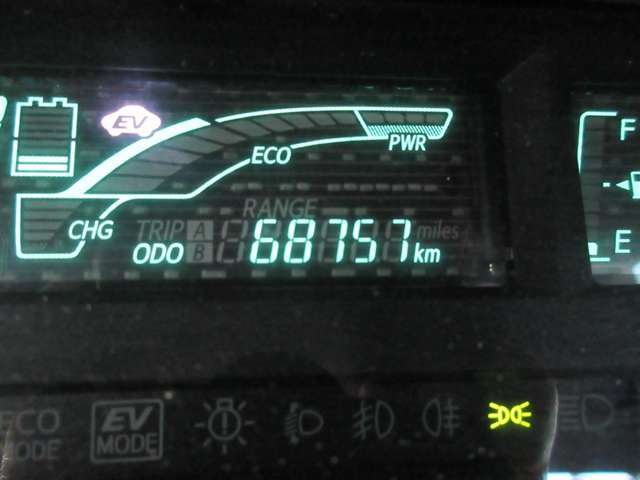 EV
F
ECO
PWR
RANGE
CHG
TRIP A miles
ODO B 68757 km
E
ECO MODE
EV MODE